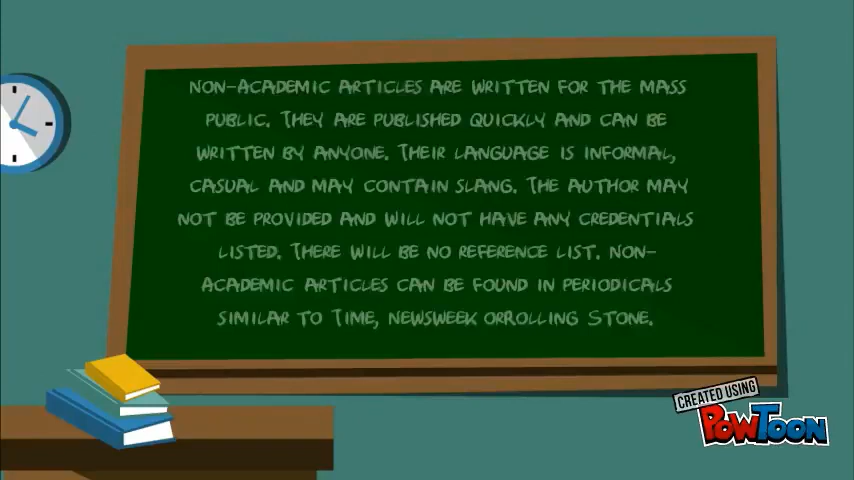 NON-ACADEMIC ARTICLES ARE WRITTEN FOR THE MASS
PUBLIC. THEY ARE PUBLISHED QUICKLY AND CAN BE
WRITTEN BY ANYONE. THEIR LANGUAGE IS INFORMAL,
CASUAL AND MAY CONTAIN SLANG. THE AUTHOR MAY
NOT BE PROVIDED AND WILL NOT HAVE ANY CREDENTIALS
LISTED. THERE WILL BE NO REFERENCE LIST. NON-
ACADEMIC ARTICLES CAN BE FOUND IN PERIODICALS
SIMILAR TO TIME, NEWSWEEK ORROLLING STONE.
CREATED USING
POWTOON